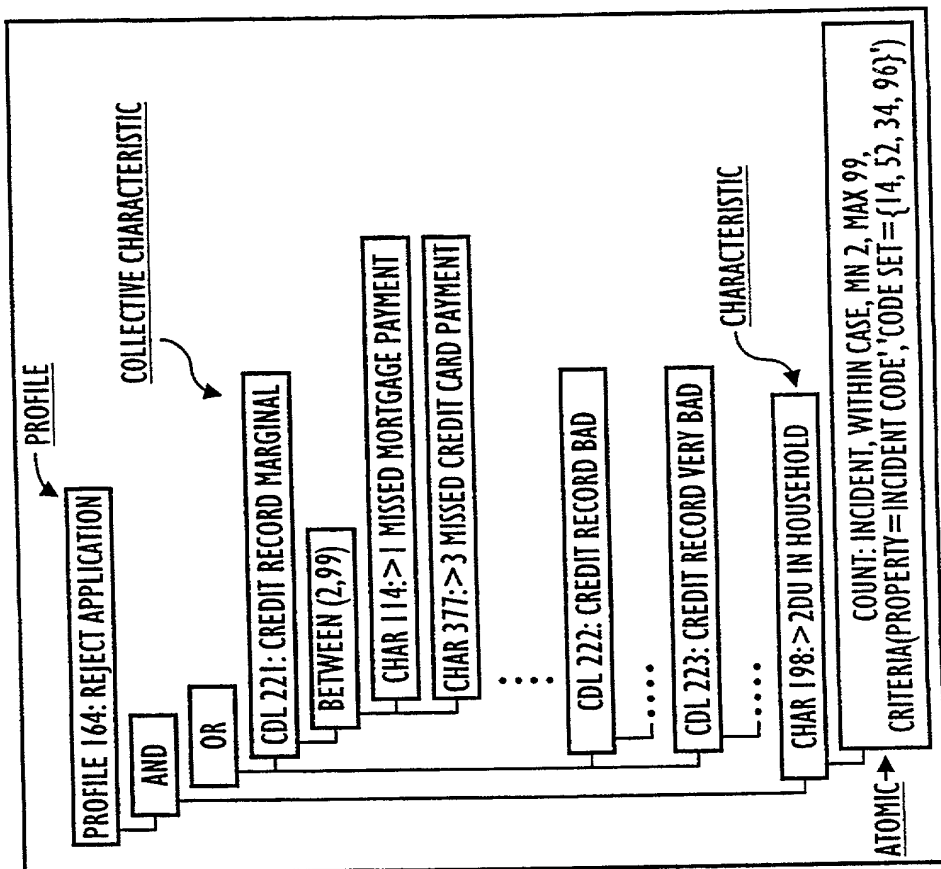 PROFILE
PROFILE 164: REJECT APPLICATION
AND
OR
COLLECTIVE CHARACTERISTIC
CDL 221: CREDIT RECORD MARGINAL
BETWEEN (2,99)
CHAR 114:>1 MISSED MORTGAGE PAYMENT
CHAR 377:>3 MISSED CREDIT CARD PAYMENT
CDL 222: CREDIT RECORD BAD
CDL 223: CREDIT RECORD VERY BAD
CHARACTERISTIC
CHAR 198:>2DU IN HOUSEHOLD
ATOMIC
COUNT: INCIDENT, WITHIN CASE, MN 2, MAX 99,
CRITERIA(PROPERTY=INCIDENT CODE','CODE SET={14, 52, 34, 96}')